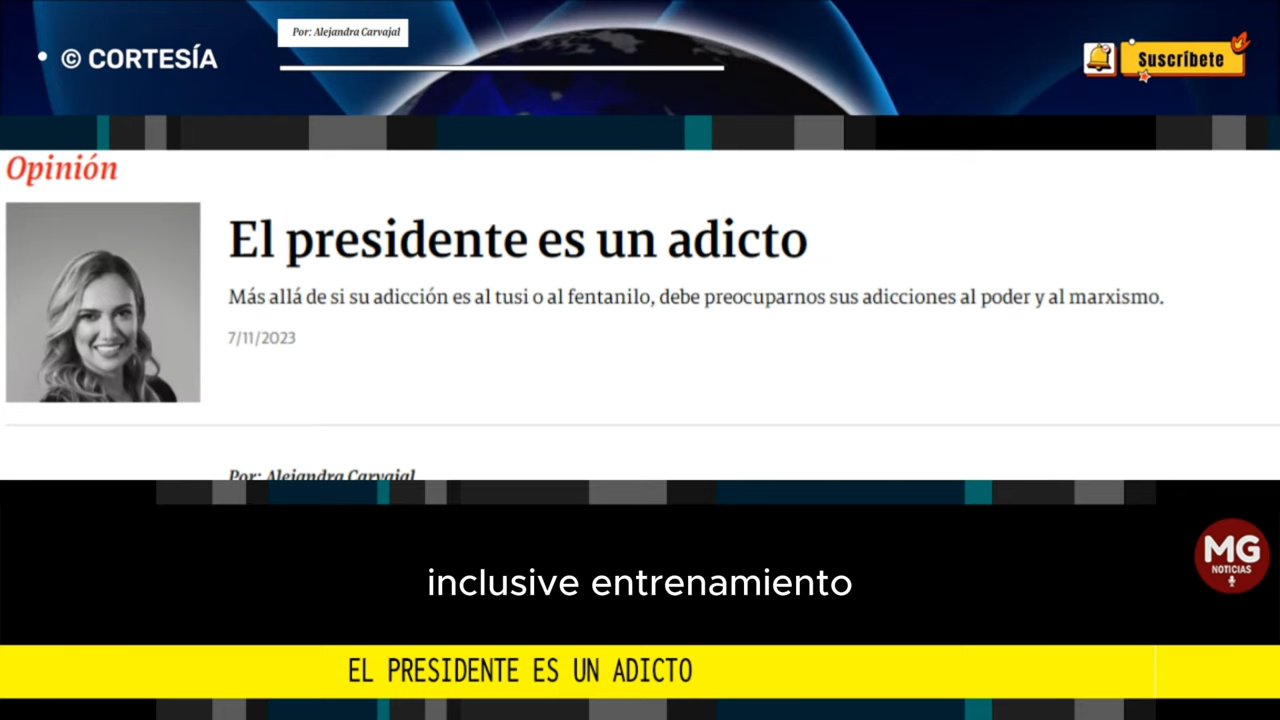 Por: Alejandra Carvajal
© CORTESÍA
Suscríbete
Opinión
El presidente es un adicto
Más allá de si su adicción es al tusi o al fentanilo, debe preocuparnos sus adicciones al poder y al marxismo.
7/11/2023
Por: Alejandra Carvajal
MG
NOTICIAS
inclusive entrenamiento
EL PRESIDENTE ES UN ADICTO